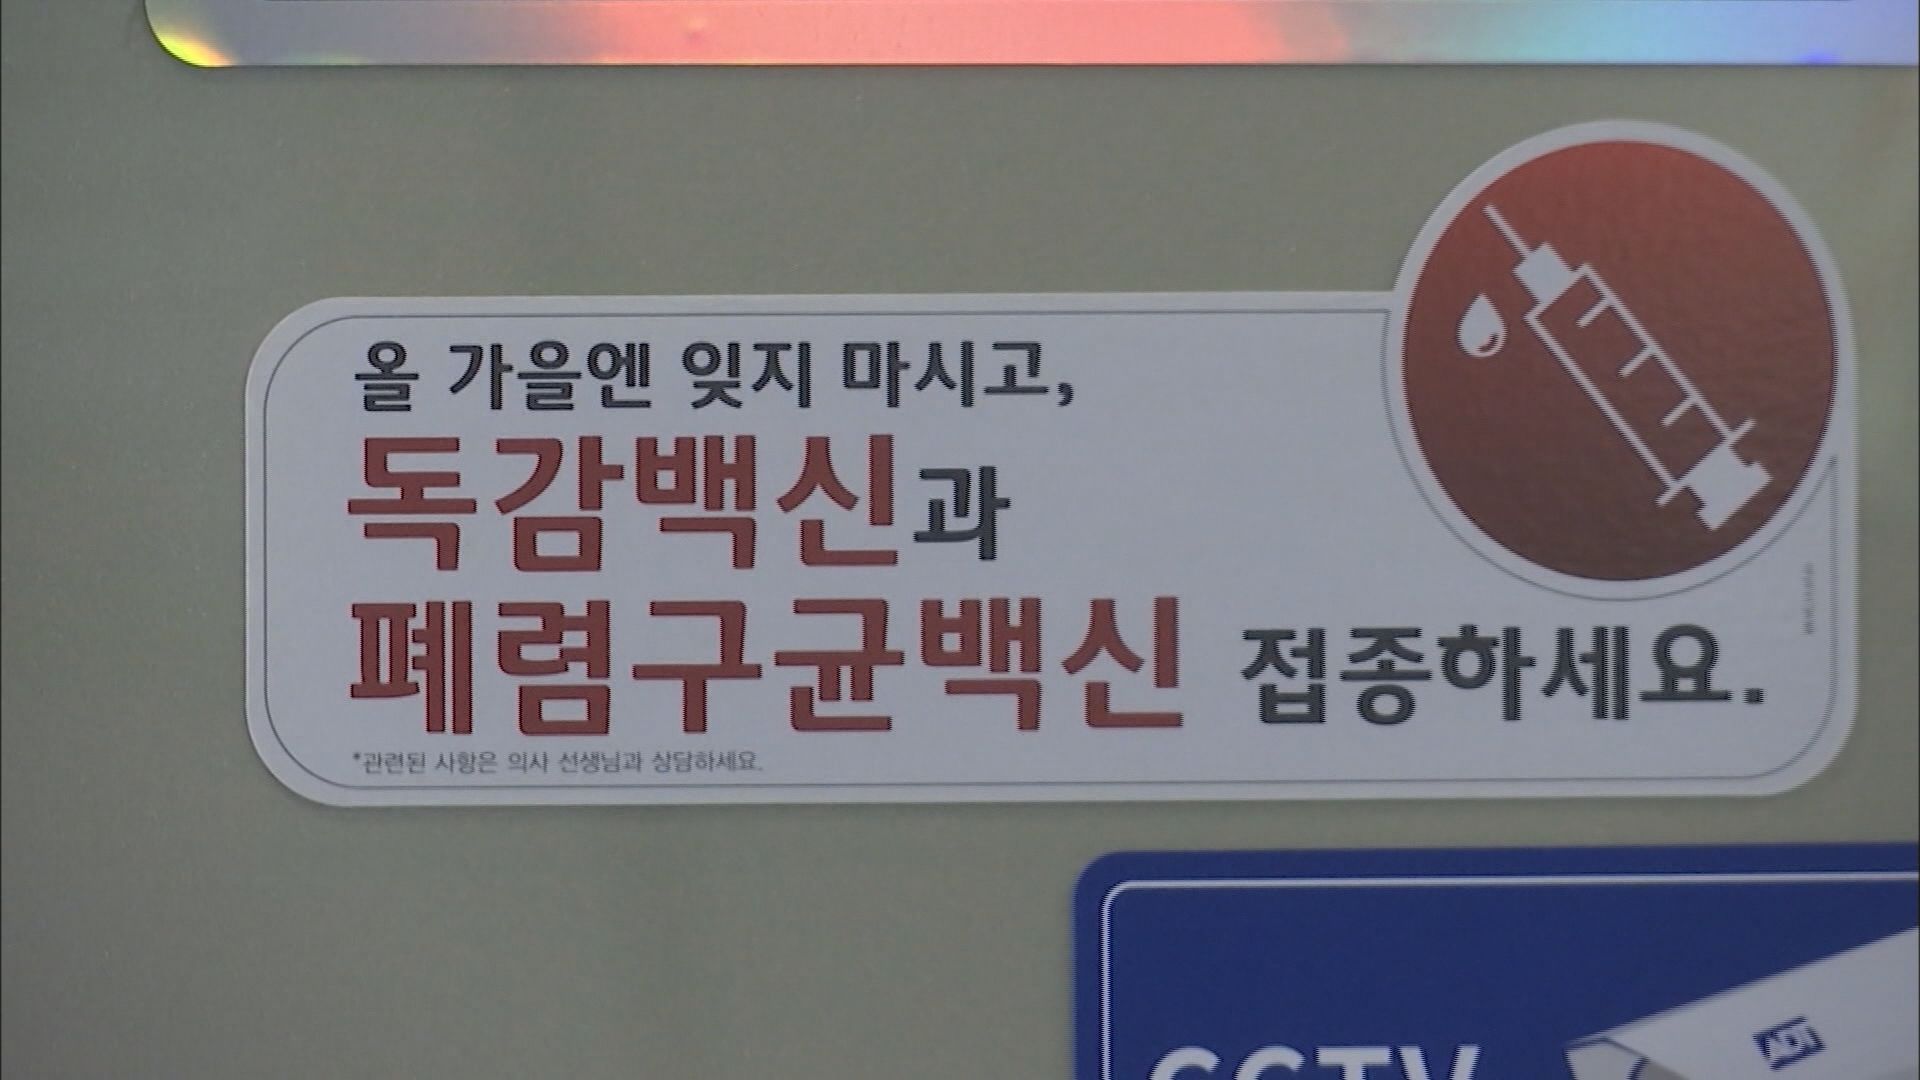 올 가을엔 잊지 마시고,
독감백신과
폐렴구균백신 접종하세요.
*관련된 사항은 의사 선생님과 상담하세요.
CCTV
ADT